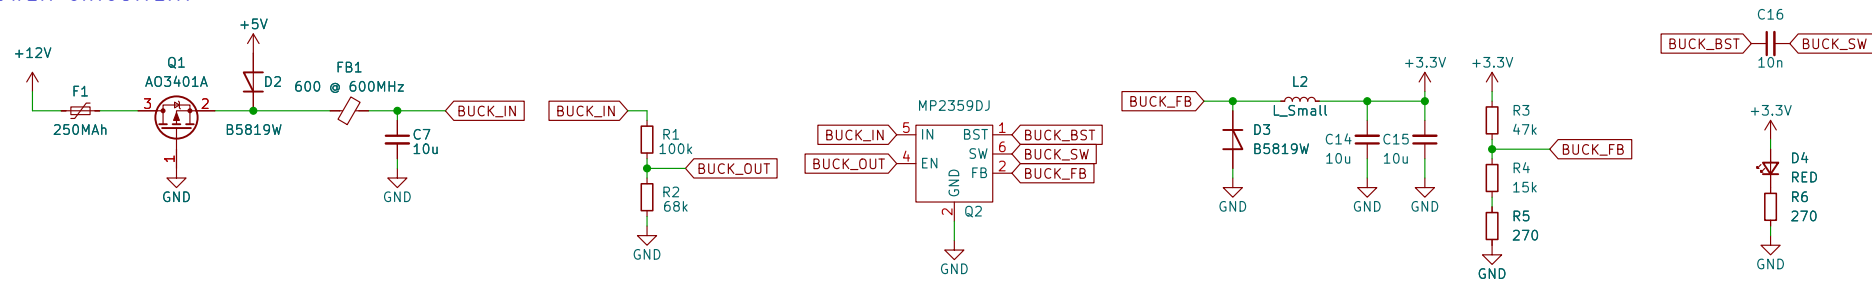 +12V
F1
250MAh
Q1
AO3401A
3
2
1
GND
+5V
D2
B5819W
FB1
600 @ 600MHz
C7
10u
GND
BUCK_IN
BUCK_IN
R1
100k
BUCK_OUT
R2
68k
GND
MP2359DJ
BUCK_IN
5
IN
BST
1
BUCK_BST
BUCK_OUT
4
EN
SW
6
BUCK_SW
FB
2
BUCK_FB
GND
2
Q2
GND
BUCK_FB
D3
B5819W
GND
L2
L_Small
+3.3V
C14
10u
C15
10u
GND
GND
+3.3V
R3
47k
BUCK_FB
R4
15k
R5
270
GND
C16
BUCK_BST
BUCK_SW
10n
+3.3V
D4
RED
R6
270
GND